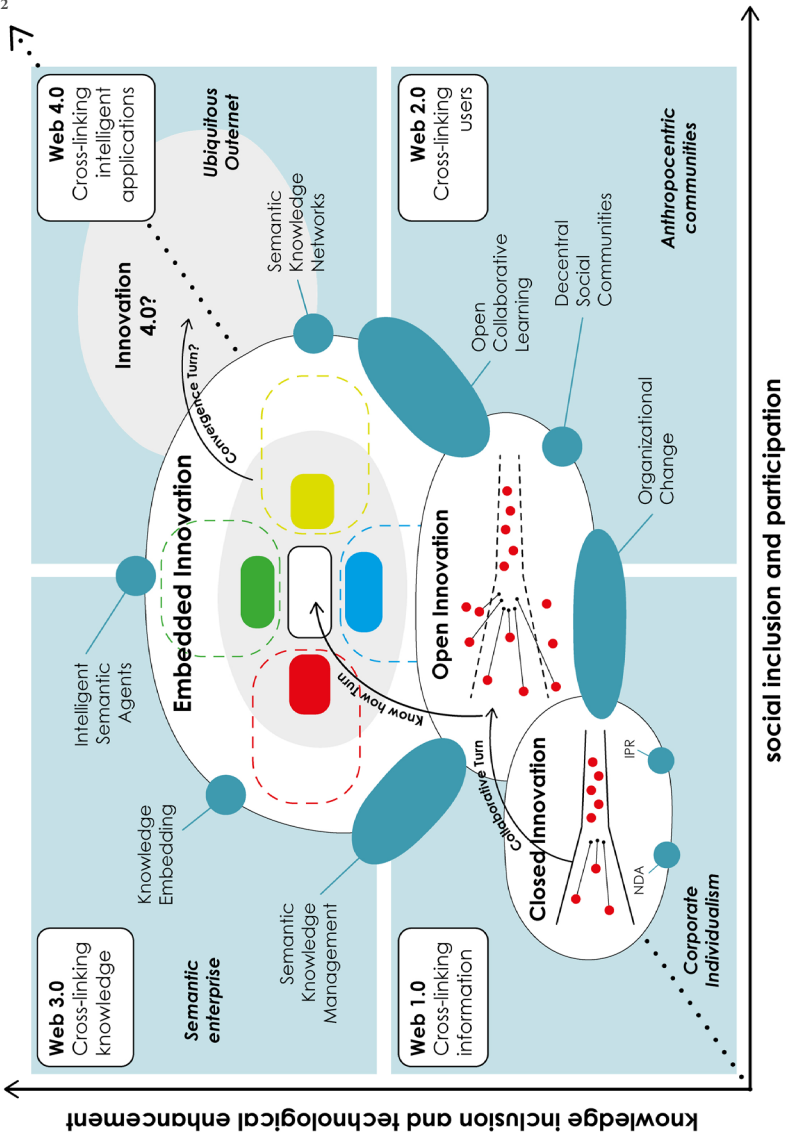 2
Web 3.0
Cross-linking
knowledge
Semantic
enterprise
Knowledge
Embedding
Intelligent
Semantic
Agents
Semantic
Knowledge
Management
Embedded Innovation
Know how Turn
Convergence Turn?
Innovation
4.0?
Web 4.0
Cross-linking
intelligent
applications
Ubiquitous
Outernet
Semantic
Knowledge
Networks
Web 1.0
Cross-linking
information
Corporate
Individualism
Closed Innovation
Collaborative Turn
NDA
IPR
Open Innovation
Organizational
Change
Open
Collaborative
Learning
Decentral
Social
Communities
Web 2.0
Cross-linking
users
Anthropocentric
communities
knowledge inclusion and technological enhancement
social inclusion and participation